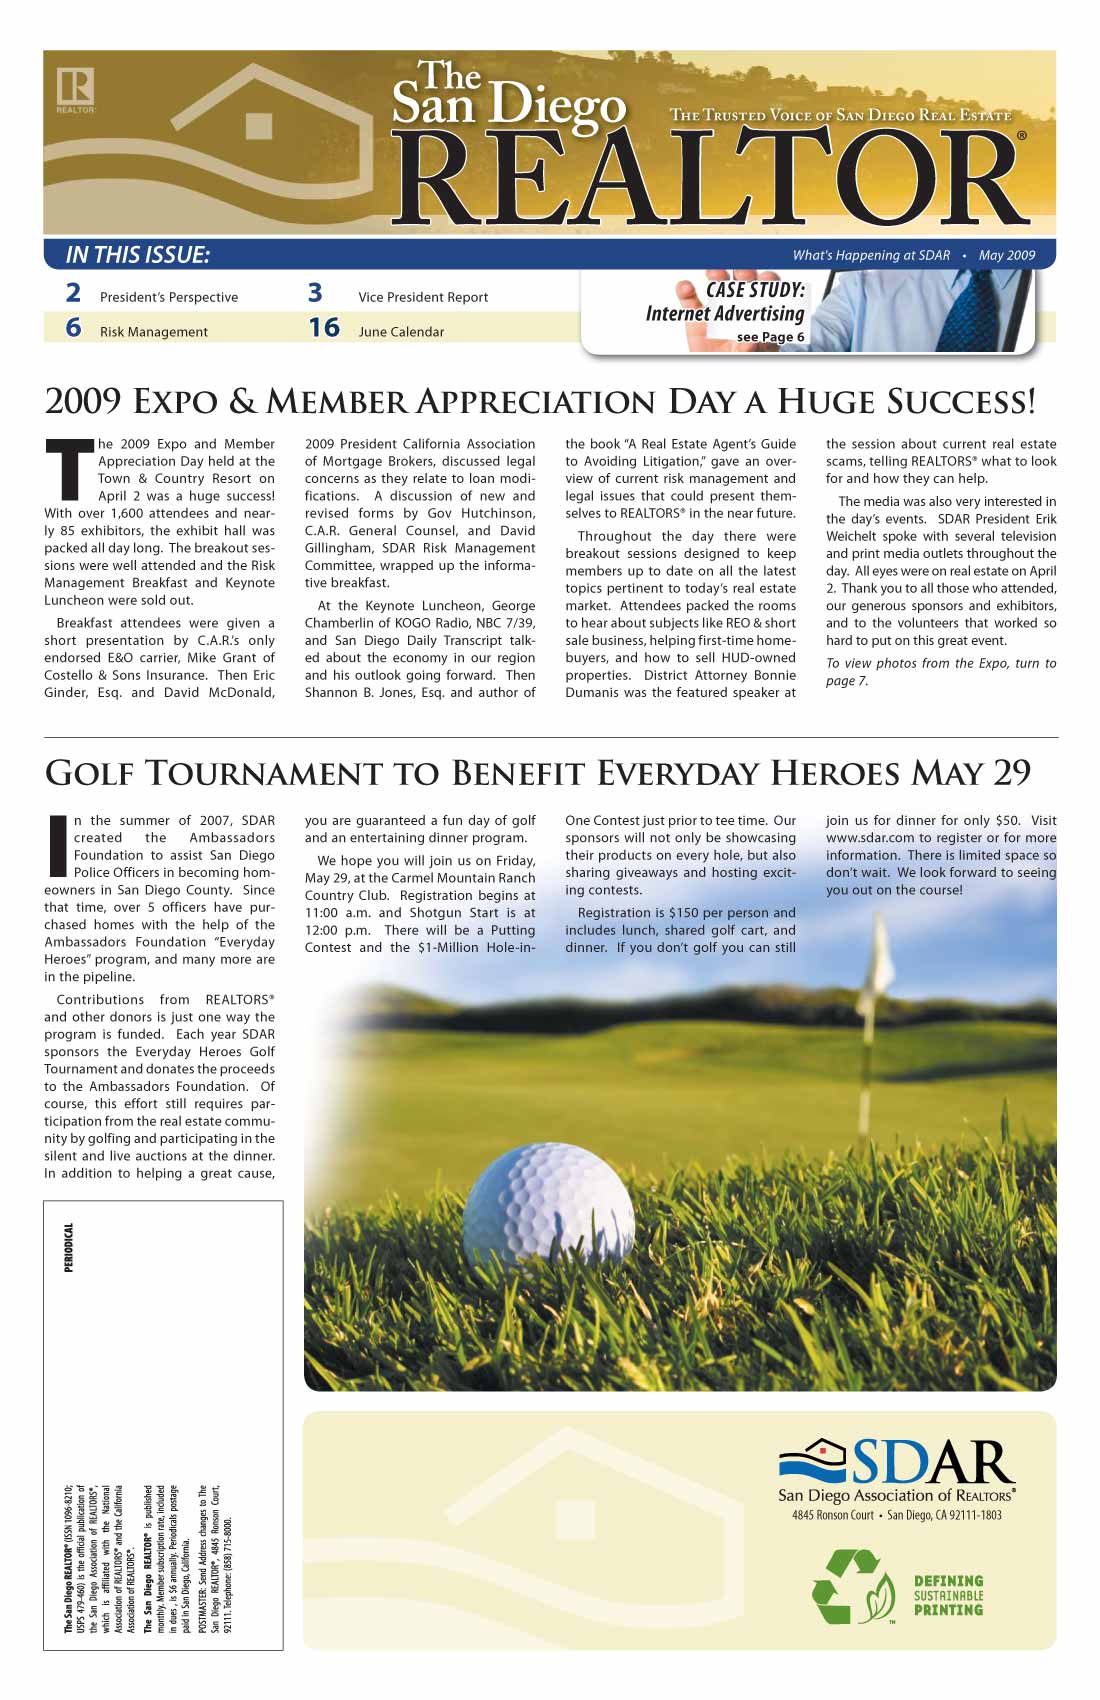 REALTOR®
The
San Diego
REALTOR®
The Trusted Voice of San Diego Real Estate
IN THIS ISSUE:
What's Happening at SDAR • May 2009
2 President's Perspective
3 Vice President Report
6 Risk Management
16 June Calendar
CASE STUDY:
Internet Advertising
see Page 6
2009 Expo & Member Appreciation Day a Huge Success!
The 2009 Expo and Member
Appreciation Day held at the
Town & Country Resort on
April 2 was a huge success!
With over 1,600 attendees and near-
ly 85 exhibitors, the exhibit hall was
packed all day long. The breakout ses-
sions were well attended and the Risk
Management Breakfast and Keynote
Luncheon were sold out.
Breakfast attendees were given a
short presentation by C.A.R.'s only
endorsed E&O carrier, Mike Grant of
Costello & Sons Insurance. Then Eric
Ginder, Esq. and David McDonald,
2009 President California Association
of Mortgage Brokers, discussed legal
concerns as they relate to loan modi-
fications. A discussion of new and
revised forms by Gov Hutchinson,
C.A.R. General Counsel, and David
Gillingham, SDAR Risk Management
Committee, wrapped up the informa-
tive breakfast.
At the Keynote Luncheon, George
Chamberlin of KOGO Radio, NBC 7/39,
and San Diego Daily Transcript talk-
ed about the economy in our region
and his outlook going forward. Then
Shannon B. Jones, Esq. and author of
the book "A Real Estate Agent's Guide
to Avoiding Litigation," gave an over-
view of current risk management and
legal issues that could present them-
selves to REALTORS® in the near future.
Throughout the day there were
breakout sessions designed to keep
members up to date on all the latest
topics pertinent to today's real estate
market. Attendees packed the rooms
to hear about subjects like REO & short
sale business, helping first-time home-
buyers, and how to sell HUD-owned
properties. District Attorney Bonnie
Dumanis was the featured speaker at
the session about current real estate
scams, telling REALTORS® what to look
for and how they can help.
The media was also very interested in
the day's events. SDAR President Erik
Weichelt spoke with several television
and print media outlets throughout the
day. All eyes were on real estate on April
2. Thank you to all those who attended,
our generous sponsors and exhibitors,
and to the volunteers that worked so
hard to put on this great event.
To view photos from the Expo, turn to
page 7.
Golf Tournament to Benefit Everyday Heroes May 29
In the summer of 2007, SDAR
created the Ambassadors
Foundation to assist San Diego
Police Officers in becoming hom-
eowners in San Diego County. Since
that time, over 5 officers have pur-
chased homes with the help of the
Ambassadors Foundation "Everyday
Heroes" program, and many more are
in the pipeline.
Contributions from REALTORS®
and other donors is just one way the
program is funded. Each year SDAR
sponsors the Everyday Heroes Golf
Tournament and donates the proceeds
to the Ambassadors Foundation. Of
course, this effort still requires par-
ticipation from the real estate commu-
nity by golfing and participating in the
silent and live auctions at the dinner.
In addition to helping a great cause,
you are guaranteed a fun day of golf
and an entertaining dinner program.
We hope you will join us on Friday,
May 29, at the Carmel Mountain Ranch
Country Club. Registration begins at
11:00 a.m. and Shotgun Start is at
12:00 p.m. There will be a Putting
Contest and the $1-Million Hole-in-
One Contest just prior to tee time. Our
sponsors will not only be showcasing
their products on every hole, but also
sharing giveaways and hosting excit-
ing contests.
Registration is $150 per person and
includes lunch, shared golf cart, and
dinner. If you don't golf you can still
join us for dinner for only $50. Visit
www.sdar.com to register or for more
information. There is limited space so
don't wait. We look forward to seeing
you out on the course!
PERIODICAL
The San Diego REALTOR® (ISSN 1096-8210;
USPS 479-460) is the official publication of
the San Diego Association of REALTORS®,
which is affiliated with the National
Association of REALTORS® and the California
Association of REALTORS®.
The San Diego REALTOR® is published
monthly. Member subscription rate, included
in dues , is $6 annually. Periodicals postage
paid in San Diego, California.
POSTMASTER: Send Address changes to The
San Diego REALTOR®, 4845 Ronson Court,
92111. Telephone: (858) 715-8000.
SDAR
San Diego Association of Realtors®
4845 Ronson Court • San Diego, CA 92111-1803
DEFINING
SUSTAINABLE
PRINTING
TM